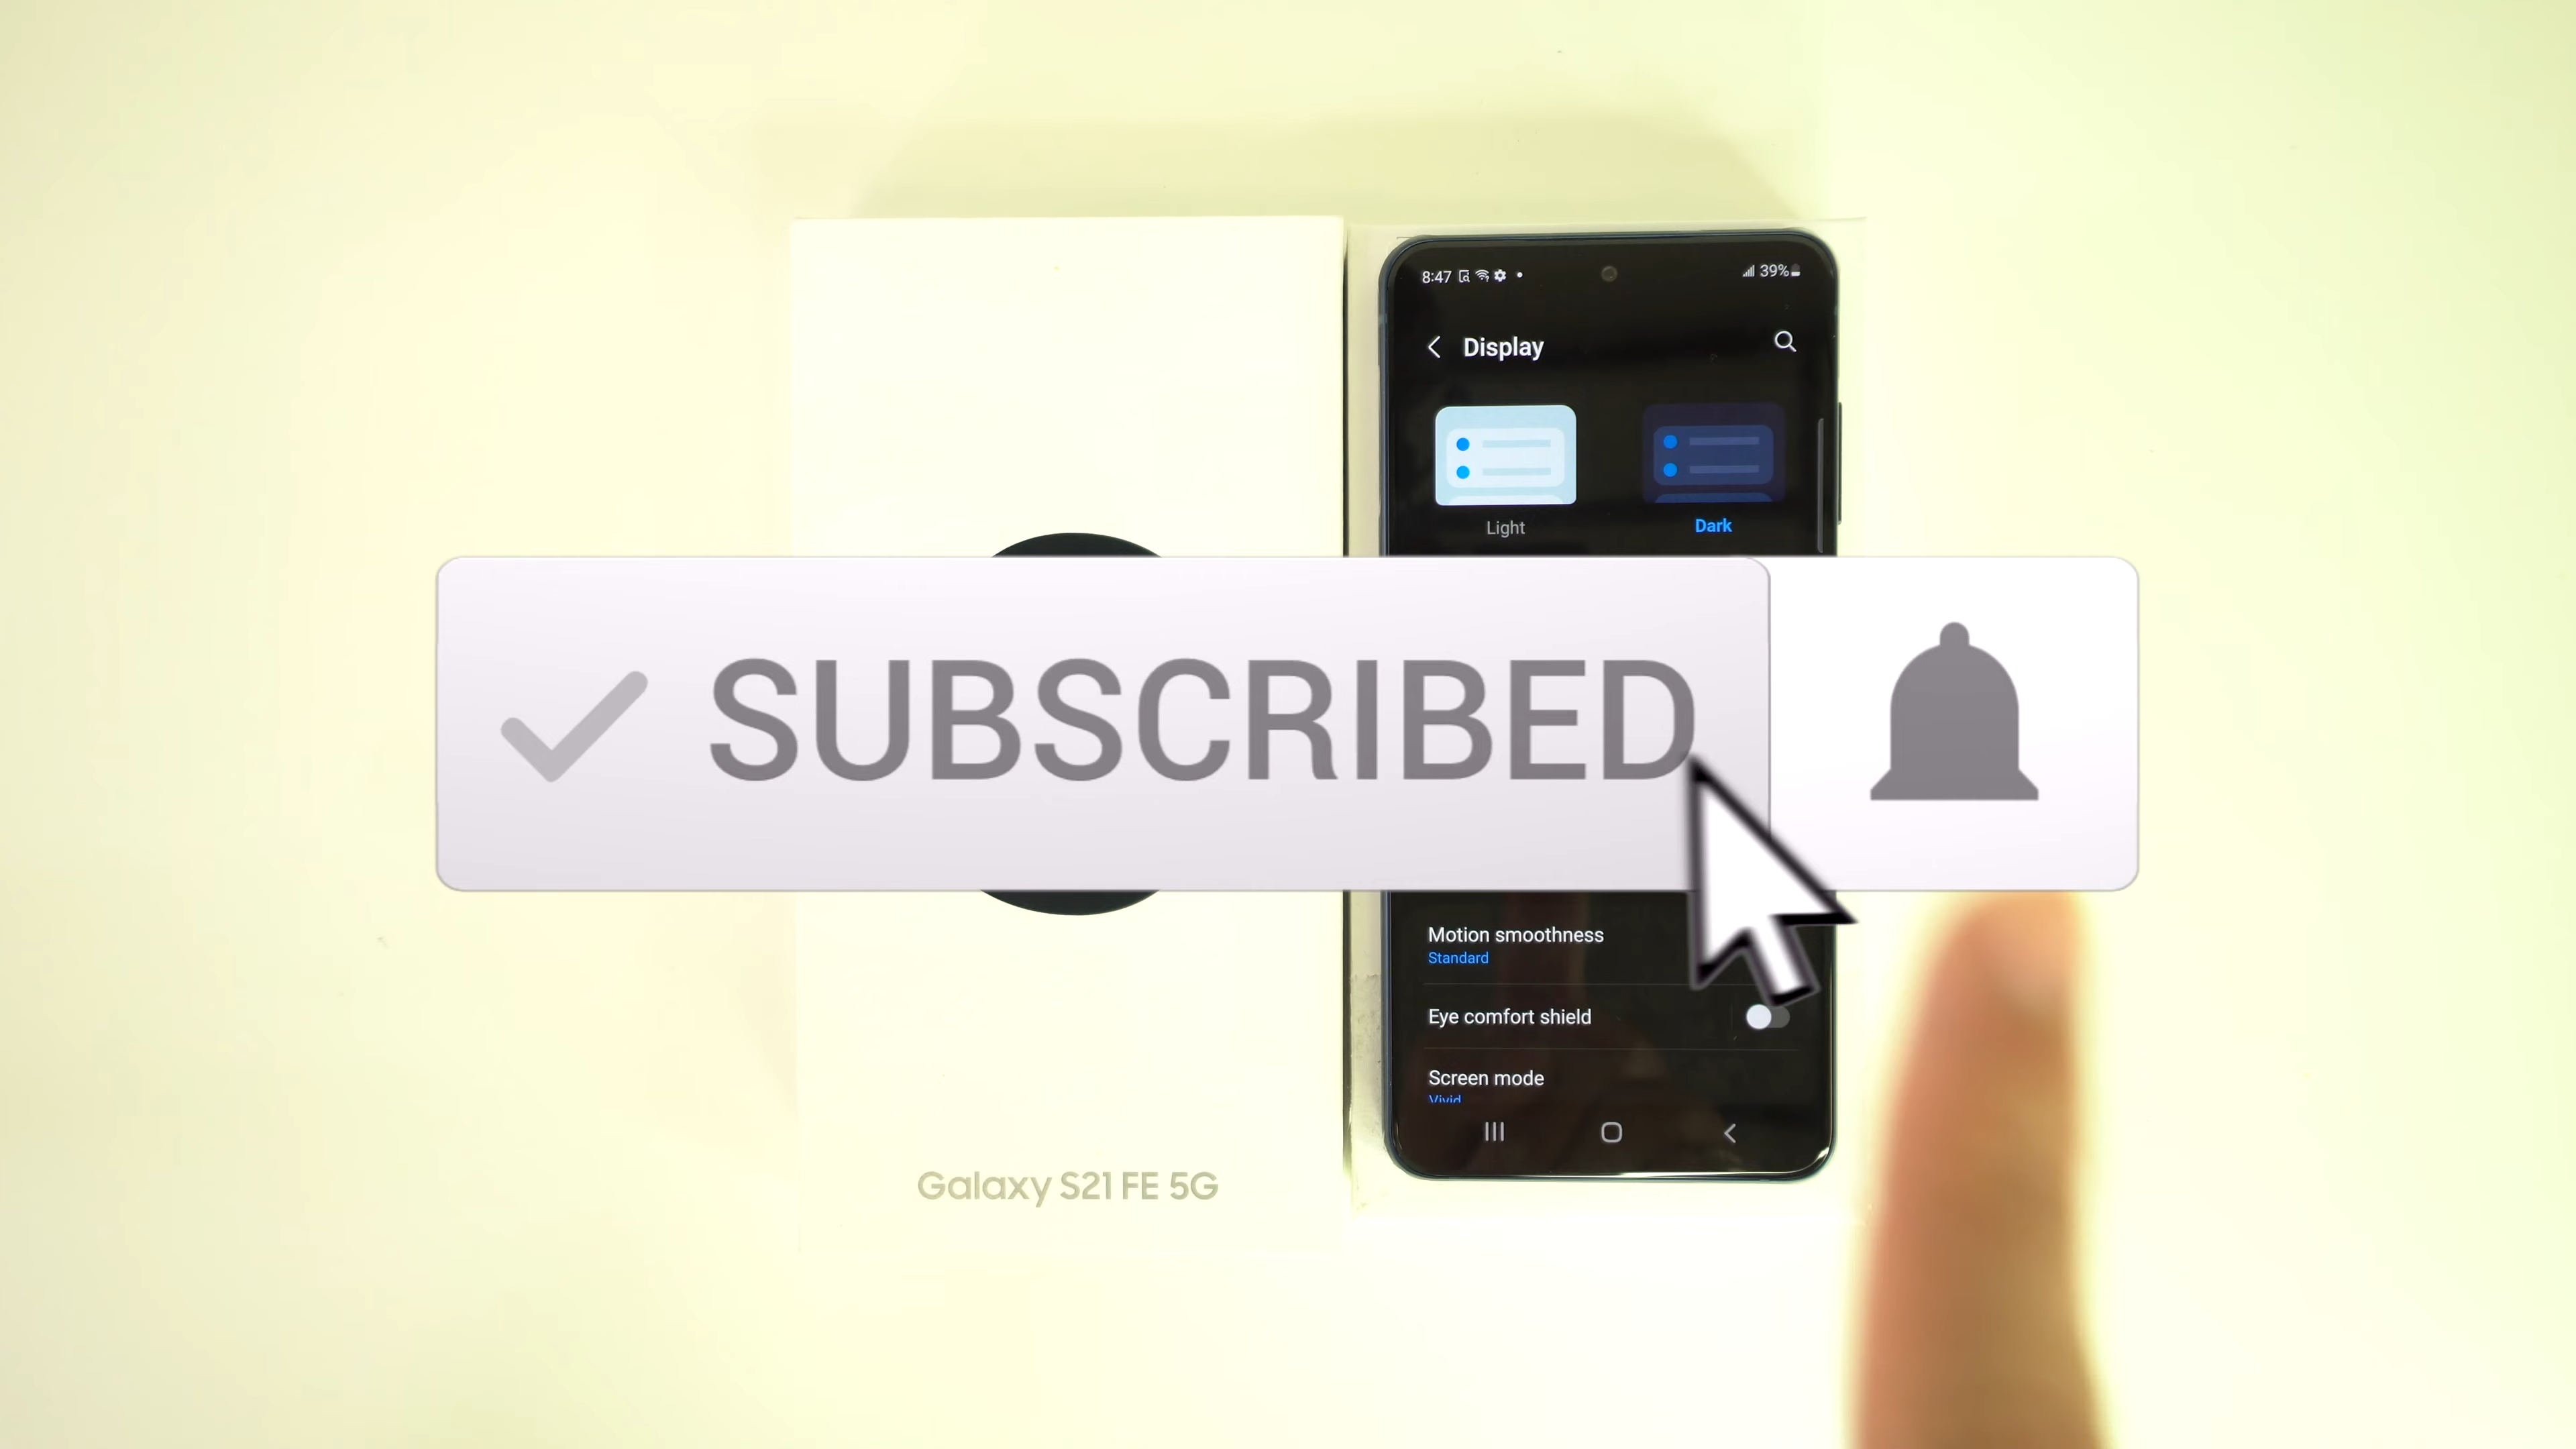 8:47
39%
Display
Light
Dark
SUBSCRIBED
Motion smoothness
Standard
Eye comfort shield
Screen mode
Vivid
Galaxy S21 FE 5G